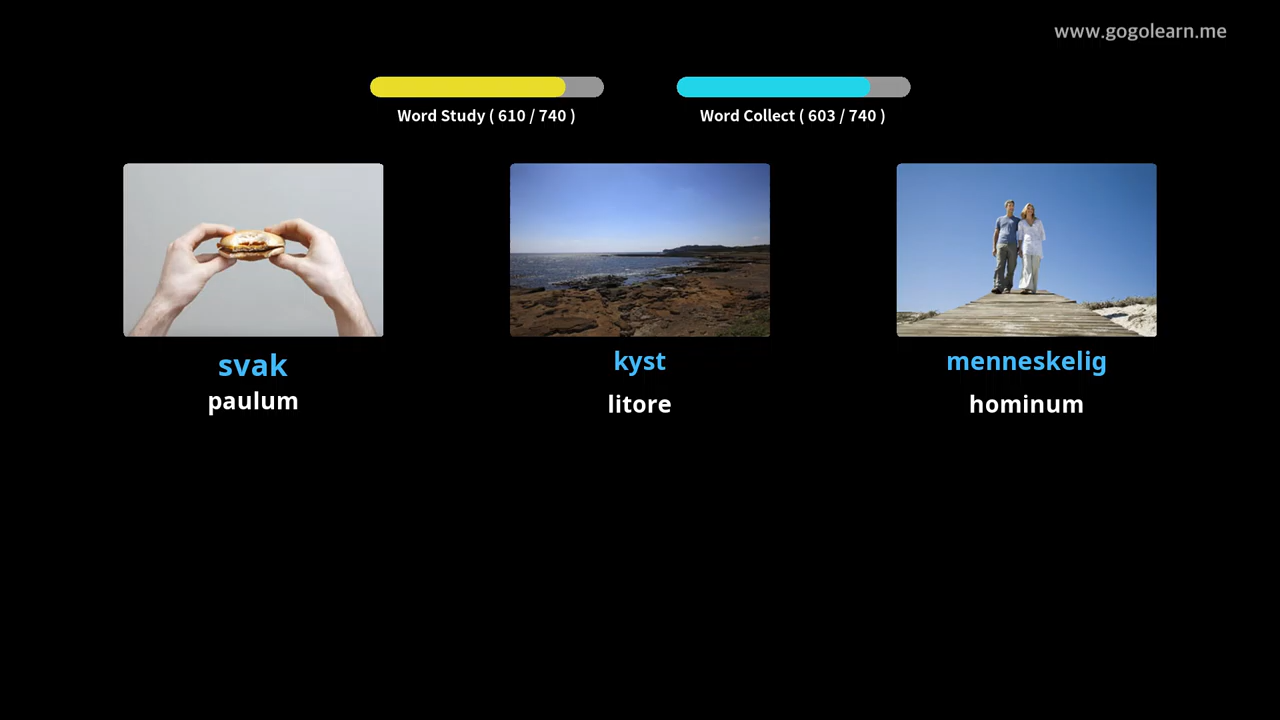 www.gogolearn.me
Word Study ( 610 / 740 )
Word Collect ( 603 / 740 )
svak
paulum
kyst
litore
menneskelig
hominum